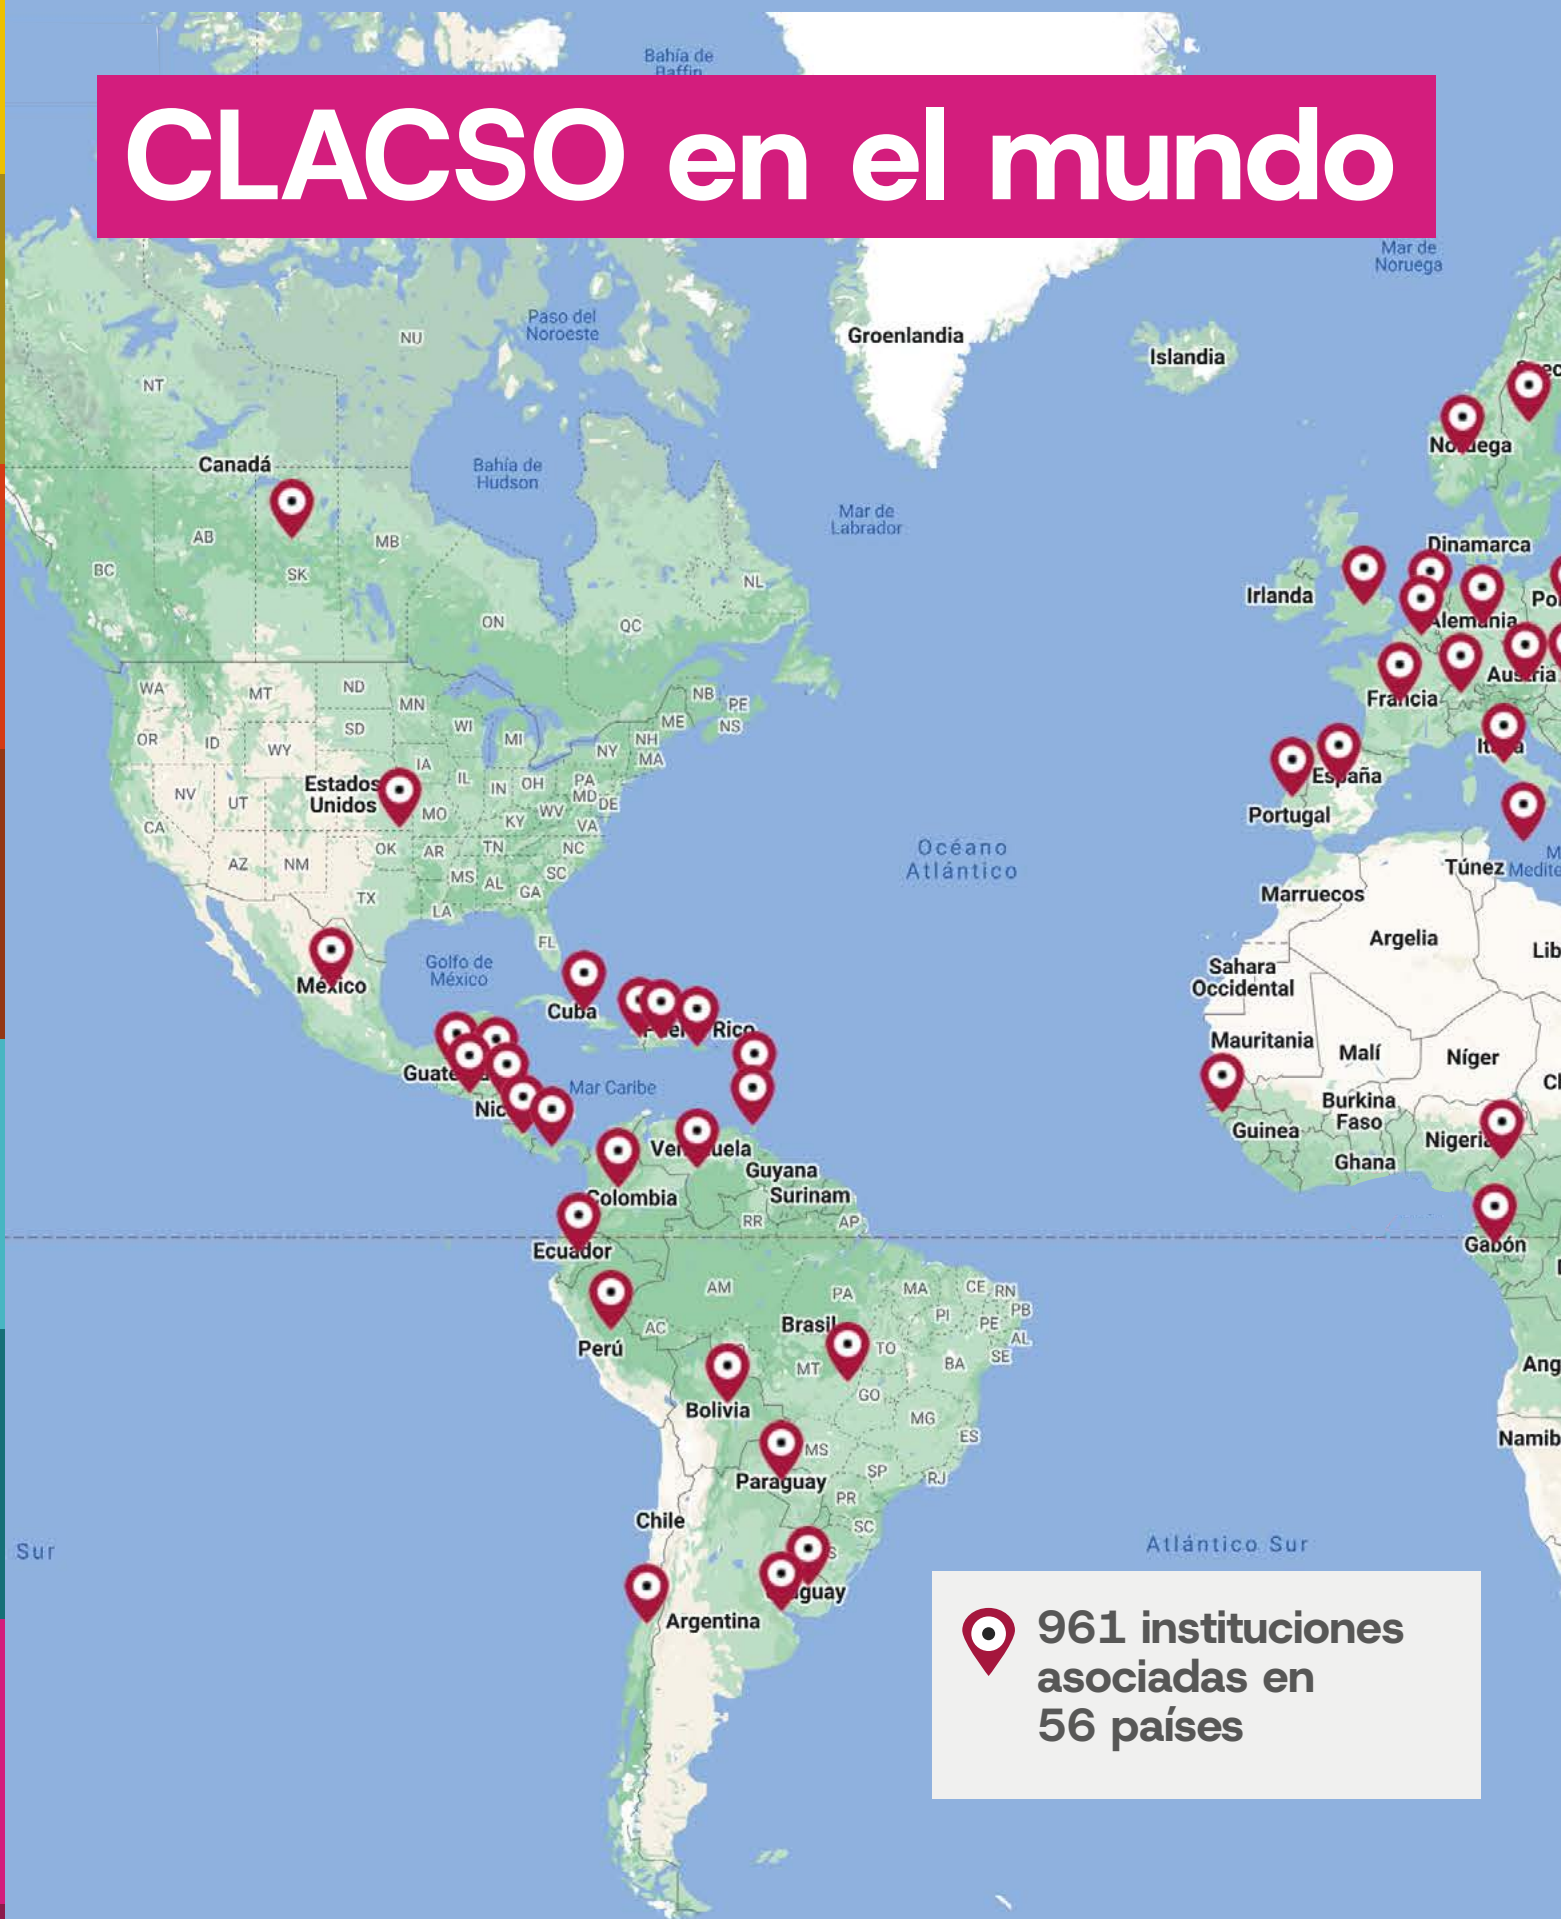 Bahía de
Baffin
CLACSO en el mundo
Mar de
Noruega
Paso del
Noroeste
NU
Groenlandia
Islandia
NT
Canadá
Bahía de
Hudson
Mar de
Labrador
Noruega
AB
MB
BC
SK
NL
ON
QC
Dinamarca
Irlanda
Alemania
Austria
Francia
WA
MT
ND
MN
NB
PE
OR
ID
WY
SD
WI
MI
ME
NS
NY
NH
MA
IA
Estados
Unidos
NV
UT
IL
IN
OH
PA
MD
DE
CA
MO
KY
WV
VA
AZ
NM
OK
AR
TN
NC
MS
AL
GA
SC
TX
LA
FL
España
Portugal
Océano
Atlántico
Túnez
Marruecos
Argelia
Sahara
Occidental
México
Golfo de
México
Cuba
Rico
Mauritania
Malí
Níger
Mar Caribe
Burkina
Faso
Guinea
Nigeria
Ghana
Guyana
Surinam
Colombia
RR
AP
Ecuador
Gabón
AM
PA
MA
CE
RN
PB
PI
PE
AL
SE
AC
Perú
Brasil
TO
MT
BA
GO
Bolivia
MG
ES
MS
Paraguay
SP
RJ
PR
Chile
SC
Sur
Atlántico Sur
Argentina
961 instituciones
asociadas en
56 países